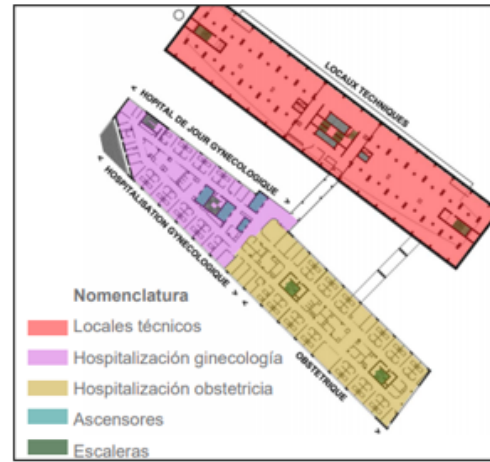 LOCAUX TECHNIQUES
HOPITAL DE JOUR GYNECOLOGIQUE
HOSPITALISATION GYNECOLOGIQUE
OBSTETRIQUE
Nomenclatura
Locales técnicos
Hospitalización ginecología
Hospitalización obstetricia
Ascensores
Escaleras